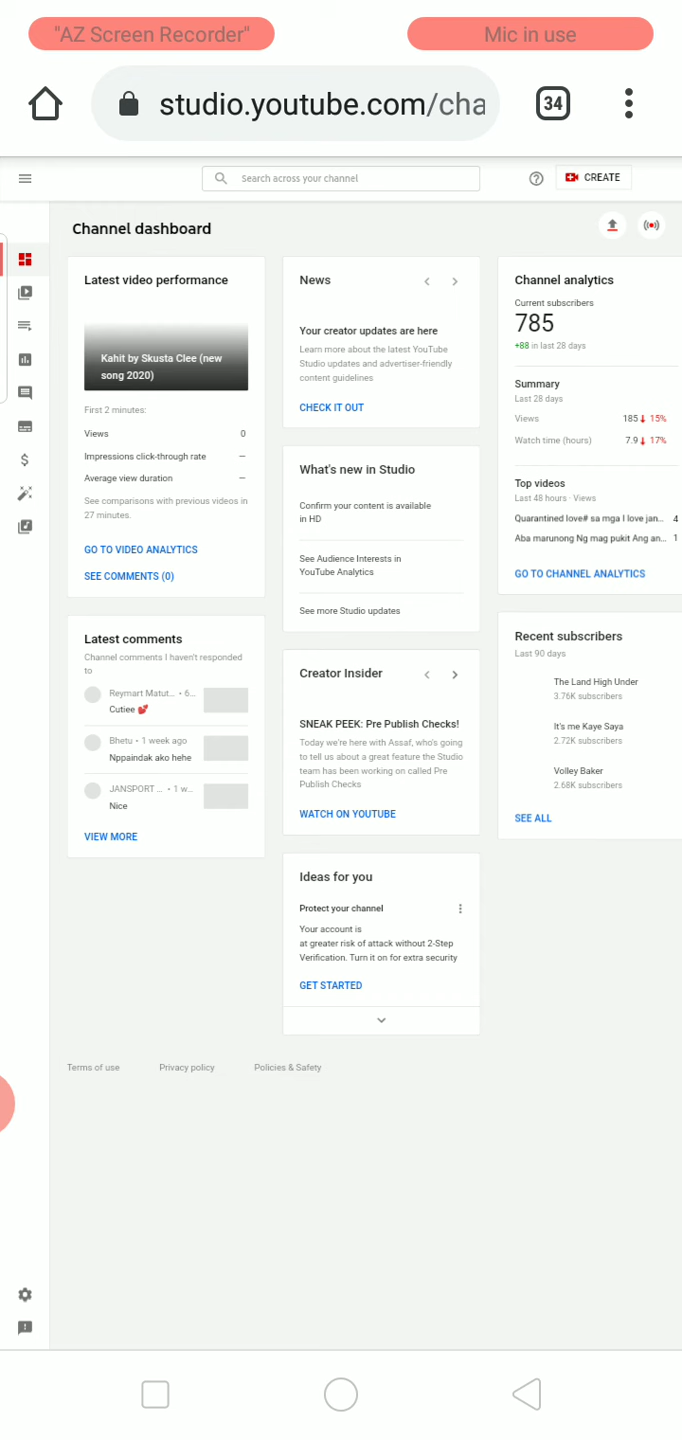 "AZ Screen Recorder"
Mic in use
studio.youtube.com/cha
34
Search across your channel
CREATE
Channel dashboard
Latest video performance
Kahit by Skusta Clee (new
song 2020)
First 2 minutes:
Views 0
Impressions click-through rate –
Average view duration –
See comparisons with previous videos in
27 minutes.
GO TO VIDEO ANALYTICS
SEE COMMENTS (0)
Latest comments
Channel comments I haven't responded
to
Reymart Matut... • 6...
Cutiee 💕
Bhetu • 1 week ago
Nppaindak ako hehe
JANSPORT ... • 1 w...
Nice
VIEW MORE
News
Your creator updates are here
Learn more about the latest YouTube
Studio updates and advertiser-friendly
content guidelines
CHECK IT OUT
What's new in Studio
Confirm your content is available
in HD
See Audience Interests in
YouTube Analytics
See more Studio updates
Creator Insider
SNEAK PEEK: Pre Publish Checks!
Today we're here with Assaf, who's going
to tell us about a great feature the Studio
team has been working on called Pre
Publish Checks
WATCH ON YOUTUBE
Ideas for you
Protect your channel
Your account is
at greater risk of attack without 2-Step
Verification. Turn it on for extra security
GET STARTED
Channel analytics
Current subscribers
785
+88 in last 28 days
Summary
Last 28 days
Views 185 15%
Watch time (hours) 7.9 17%
Top videos
Last 48 hours · Views
Quarantined love# sa mga I love jan... 4
Aba marunong Ng mag pukit Ang an... 1
GO TO CHANNEL ANALYTICS
Recent subscribers
Last 90 days
The Land High Under
3.76K subscribers
It's me Kaye Saya
2.72K subscribers
Volley Baker
2.68K subscribers
SEE ALL
Terms of use
Privacy policy
Policies & Safety